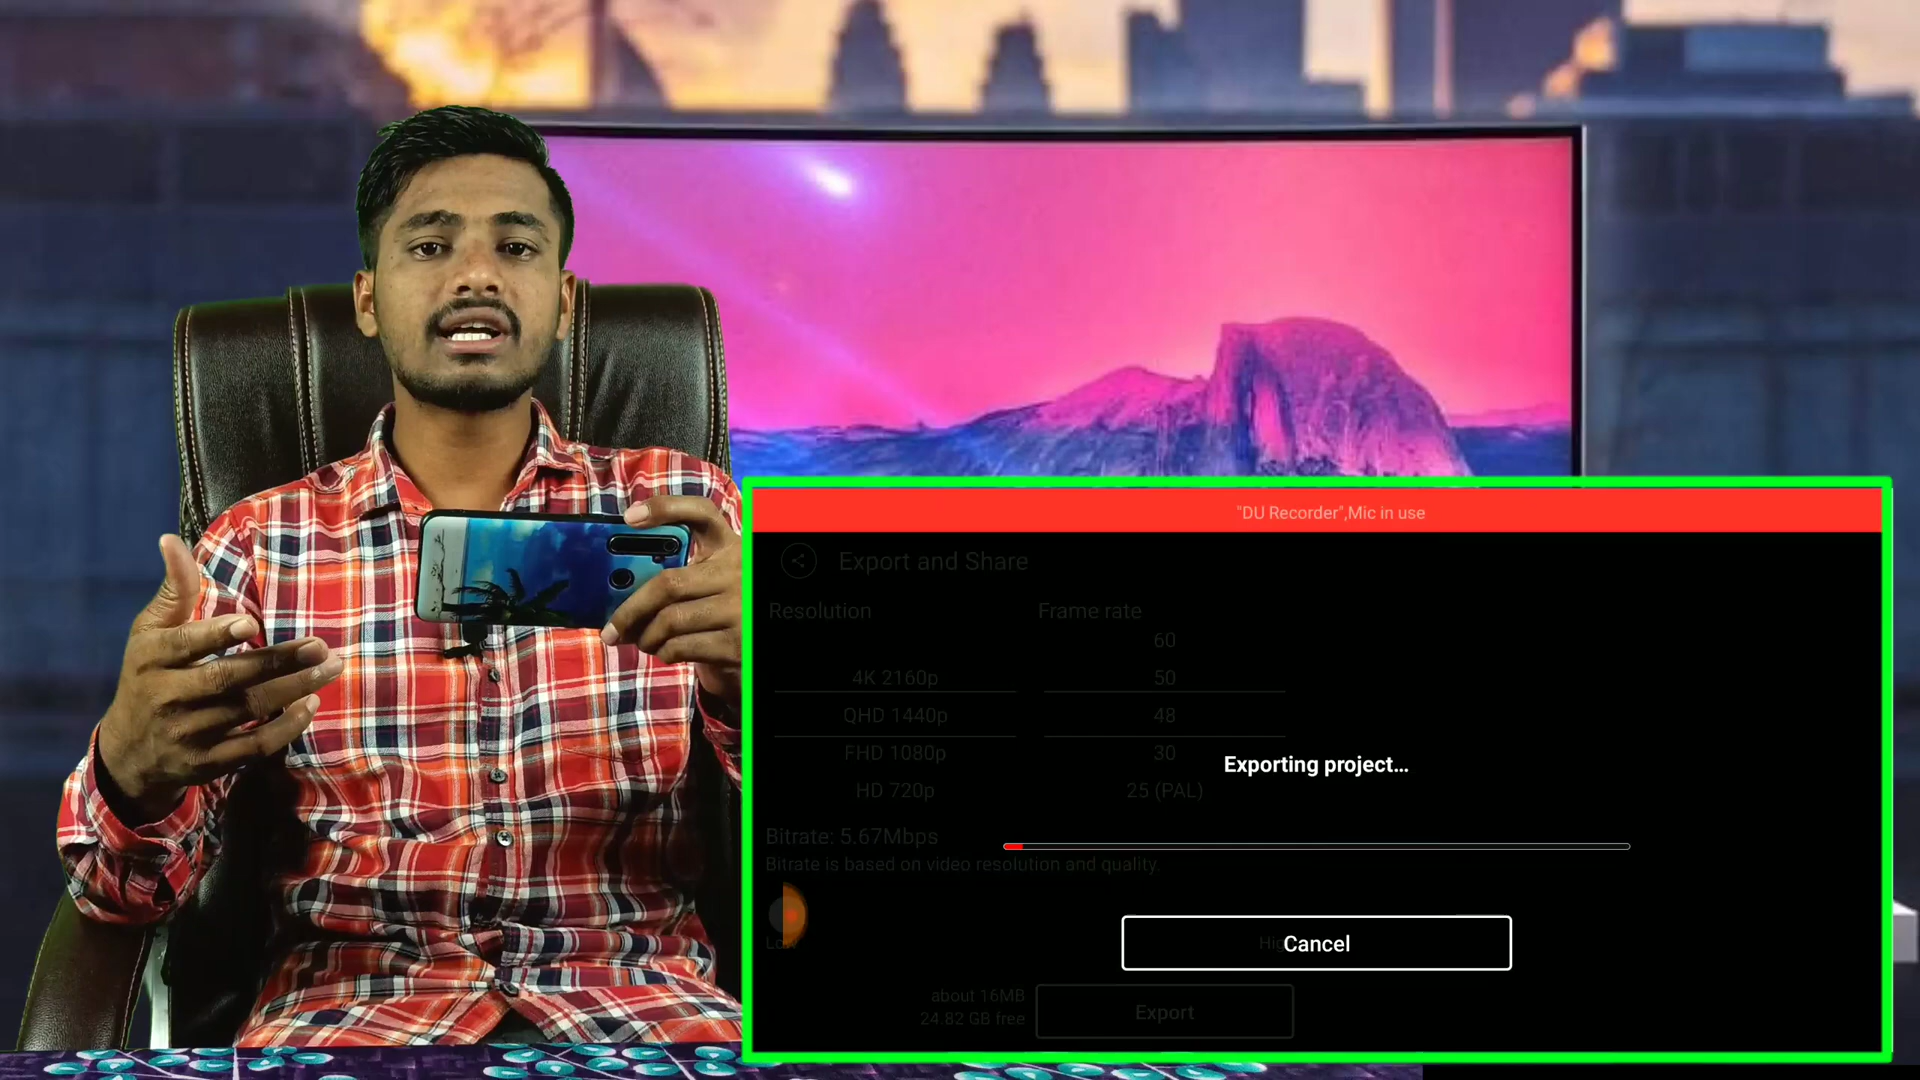 "DU Recorder",Mic in use
Export and Share
Resolution
Frame rate
60
4K 2160p
50
QHD 1440p
48
FHD 1080p
30
Exporting project...
HD 720p
25 (PAL)
Bitrate: 5.67Mbps
Bitrate is based on video resolution and quality.
Low
Cancel
about 16MB
24.82 GB free
Export